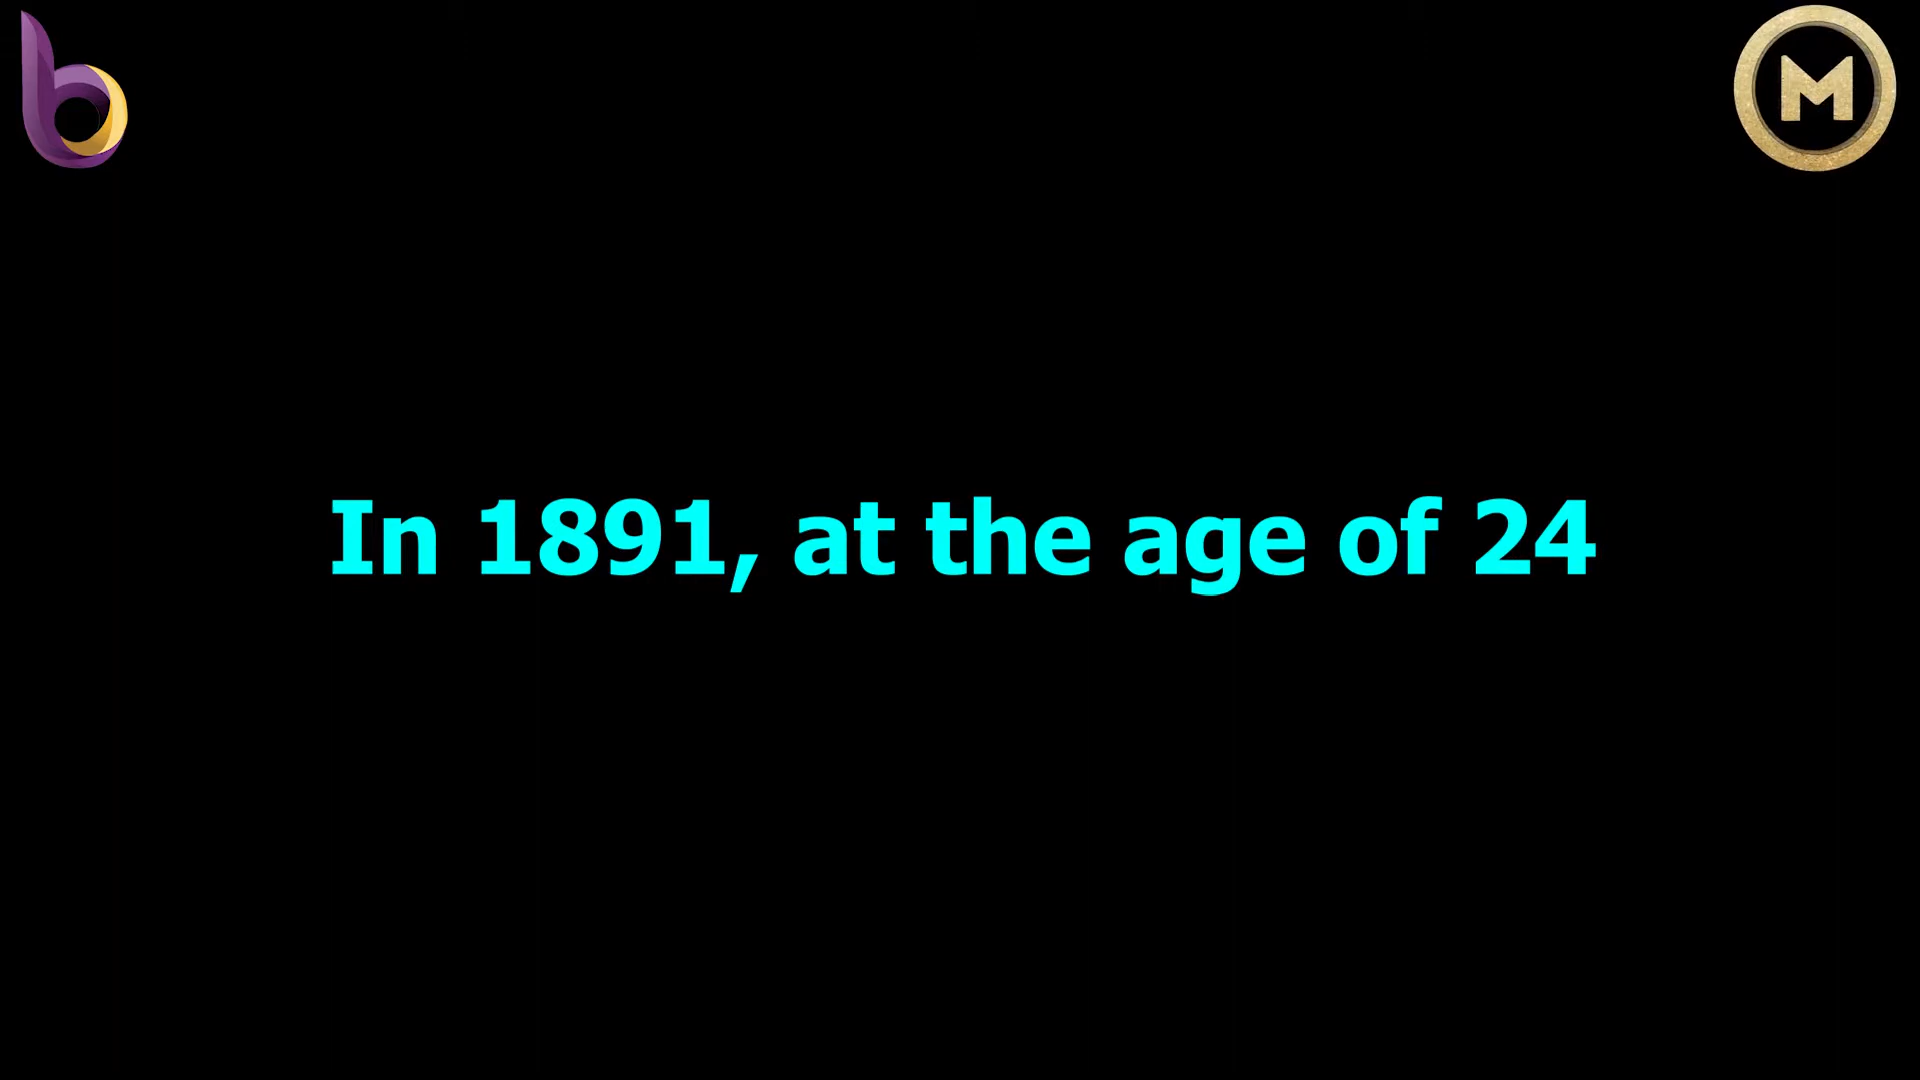 M
In 1891, at the age of 24